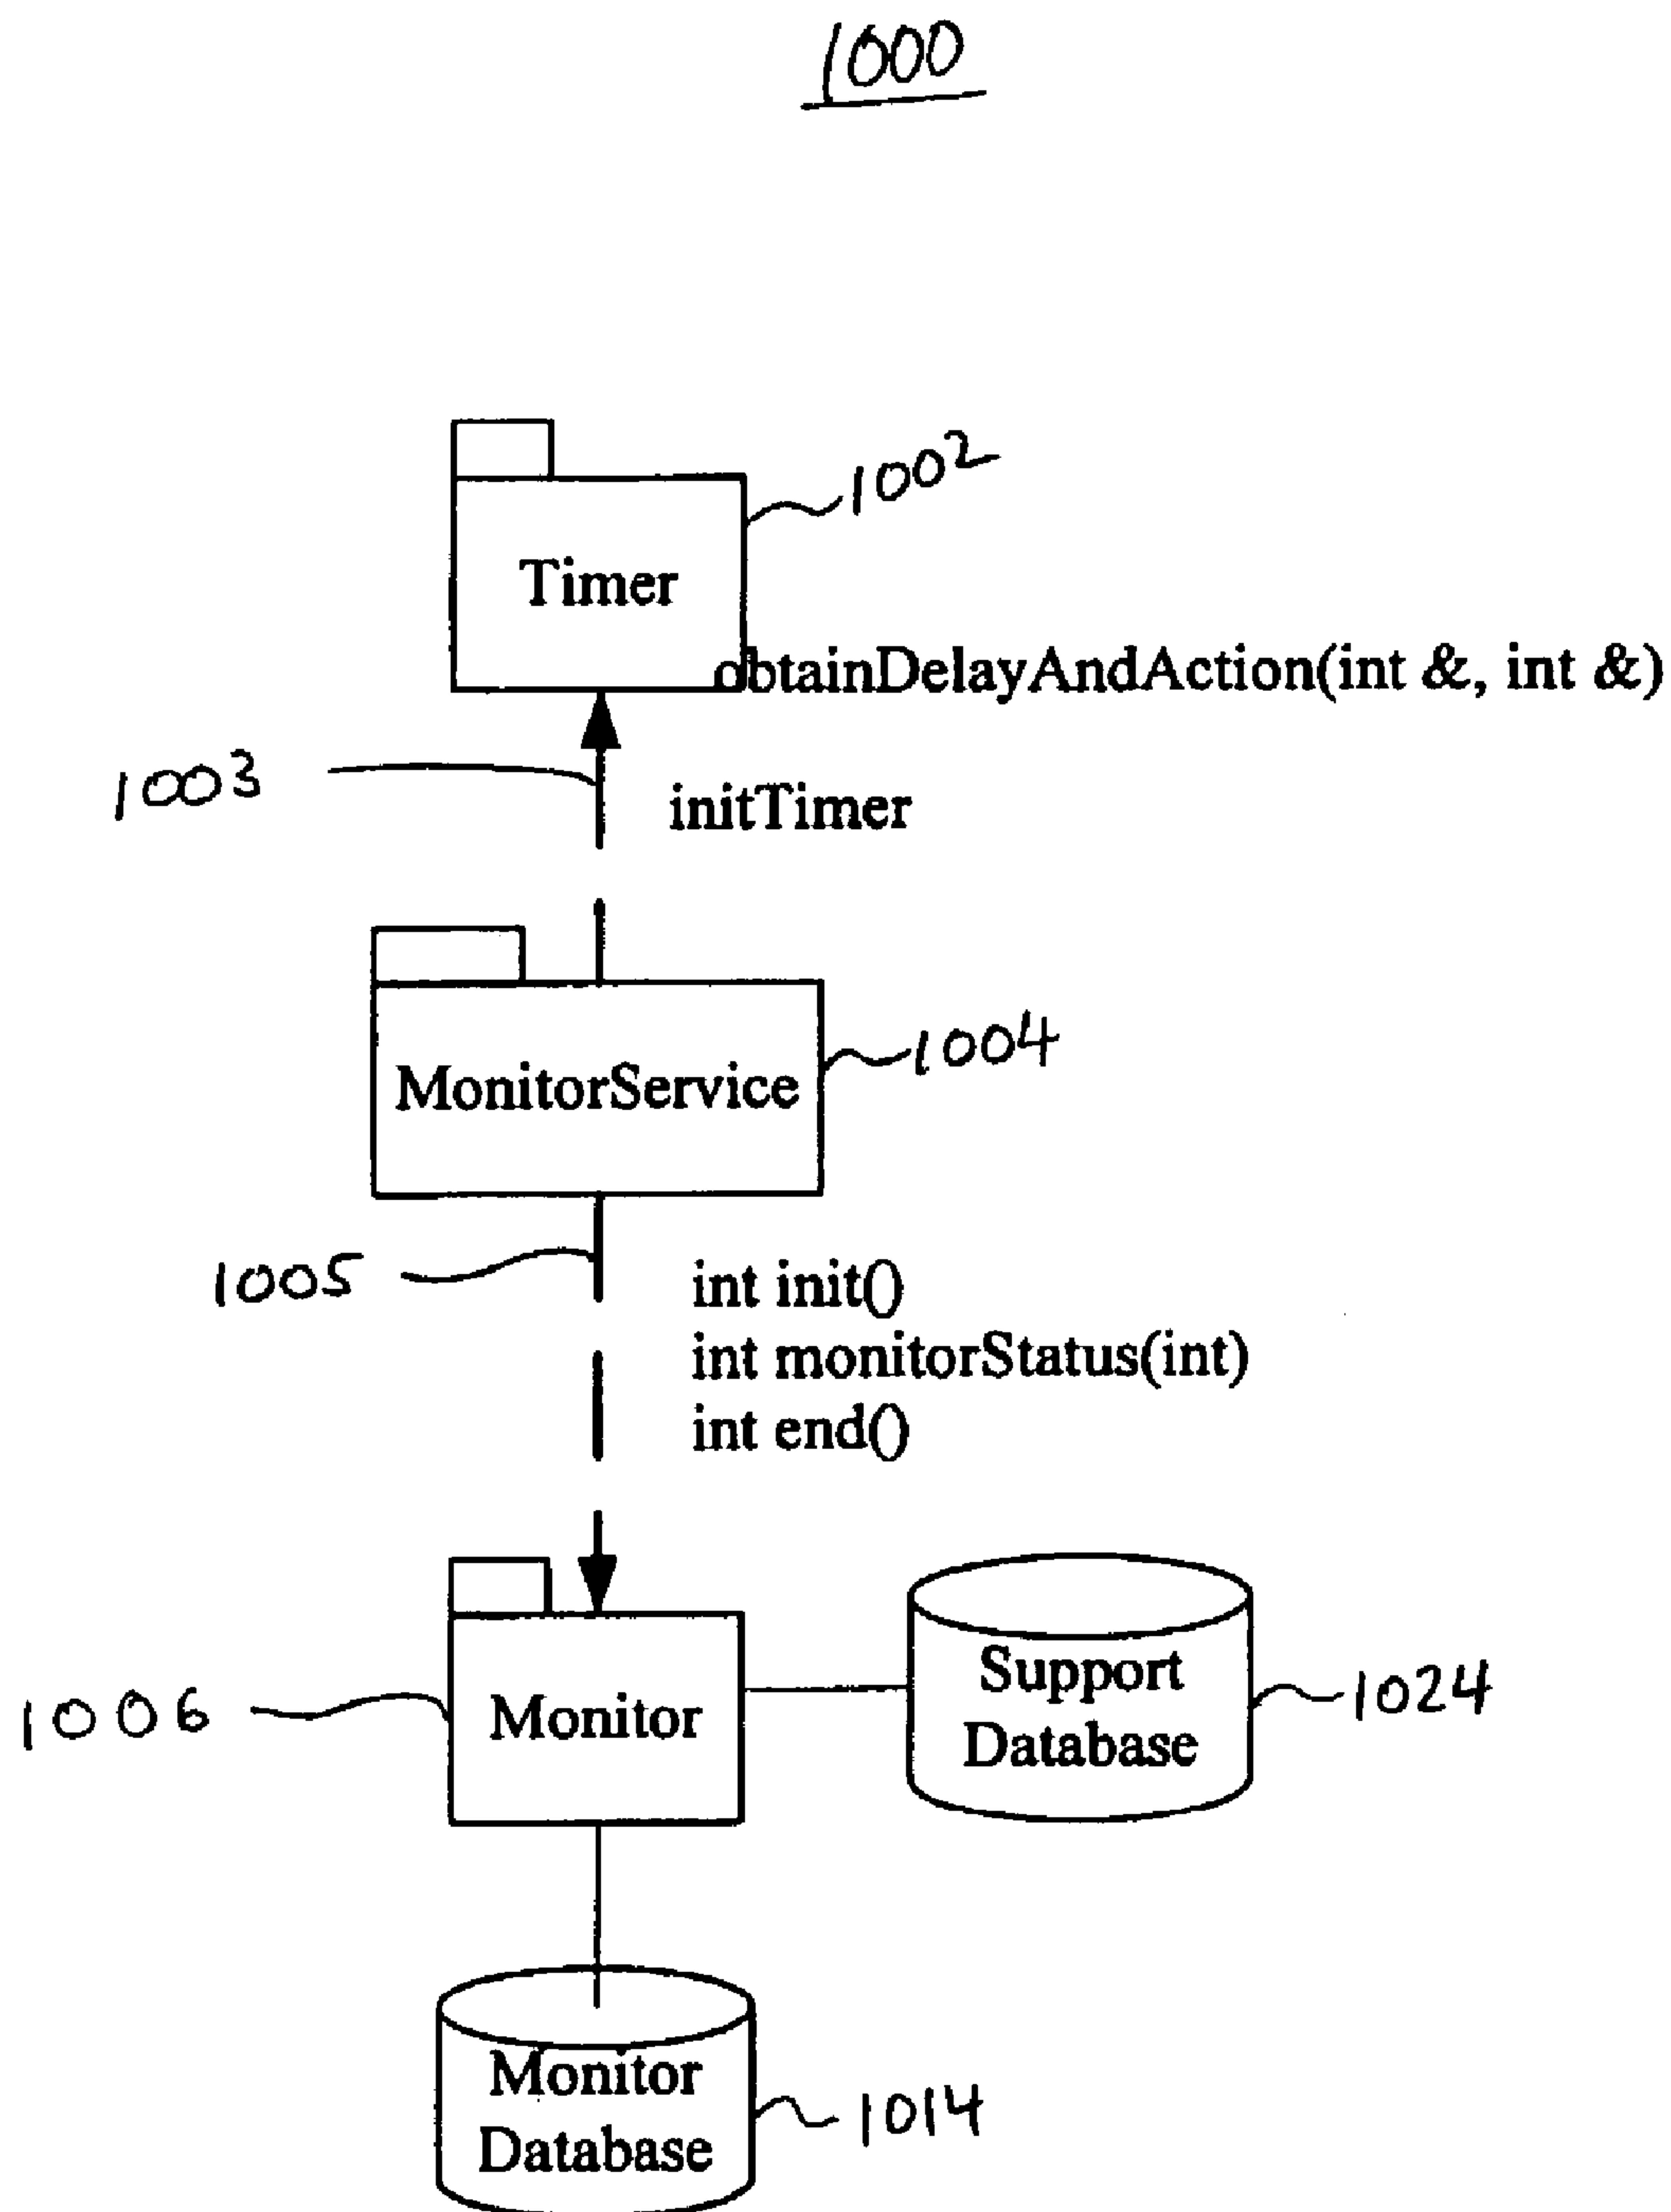 1000
1002
Timer
obtainDelayAndAction(int &, int &)
1003
initTimer
1004
MonitorService
1005
int init()
int monitorStatus(int)
int end()
1006
Monitor
Support
Database
1024
Monitor
Database
1014